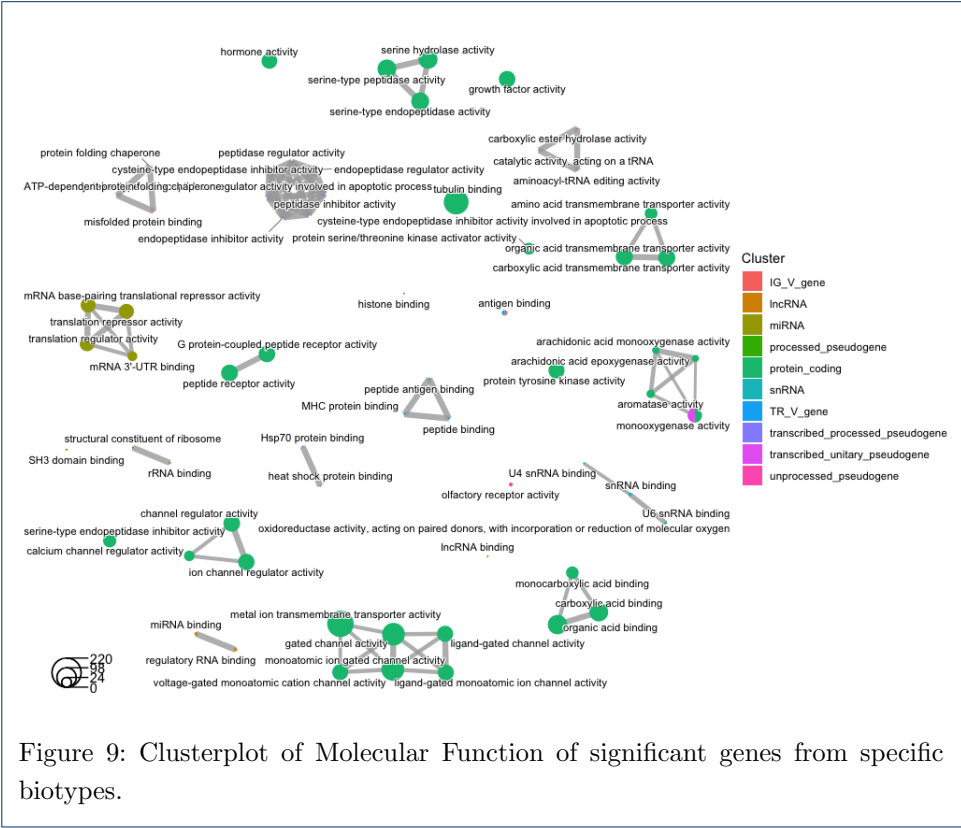 hormone activity
serine hydrolase activity
serine-type peptidase activity
growth factor activity
serine-type endopeptidase activity
carboxylic ester hydrolase activity
protein folding chaperone
peptidase regulator activity
catalytic activity, acting on a tRNA
cysteine-type endopeptidase inhibitor activity
endopeptidase regulator activity
aminoacyl-tRNA editing activity
ATP-dependent protein folding chaperone
regulator activity involved in apoptotic process
tubulin binding
peptidase inhibitor activity
amino acid transmembrane transporter activity
misfolded protein binding
cysteine-type endopeptidase inhibitor activity involved in apoptotic process
endopeptidase inhibitor activity
protein serine/threonine kinase activator activity
organic acid transmembrane transporter activity
carboxylic acid transmembrane transporter activity
mRNA base-pairing translational repressor activity
histone binding
antigen binding
translation repressor activity
translation regulator activity
G protein-coupled peptide receptor activity
arachidonic acid monooxygenase activity
mRNA 3'-UTR binding
arachidonic acid epoxygenase activity
peptide receptor activity
peptide antigen binding
protein tyrosine kinase activity
MHC protein binding
aromatase activity
peptide binding
monooxygenase activity
structural constituent of ribosome
Hsp70 protein binding
SH3 domain binding
rRNA binding
heat shock protein binding
U4 snRNA binding
snRNA binding
olfactory receptor activity
channel regulator activity
U6 snRNA binding
serine-type endopeptidase inhibitor activity
oxidoreductase activity, acting on paired donors, with incorporation or reduction of molecular oxygen
calcium channel regulator activity
lncRNA binding
ion channel regulator activity
monocarboxylic acid binding
carboxylic acid binding
metal ion transmembrane transporter activity
miRNA binding
organic acid binding
gated channel activity
ligand-gated channel activity
regulatory RNA binding
monoatomic ion gated channel activity
voltage-gated monoatomic cation channel activity
ligand-gated monoatomic ion channel activity
220
98
24
0
Cluster
IG_V_gene
lncRNA
miRNA
processed_pseudogene
protein_coding
snRNA
TR_V_gene
transcribed_processed_pseudogene
transcribed_unitary_pseudogene
unprocessed_pseudogene
Figure 9: Clusterplot of Molecular Function of significant genes from specific
biotypes.